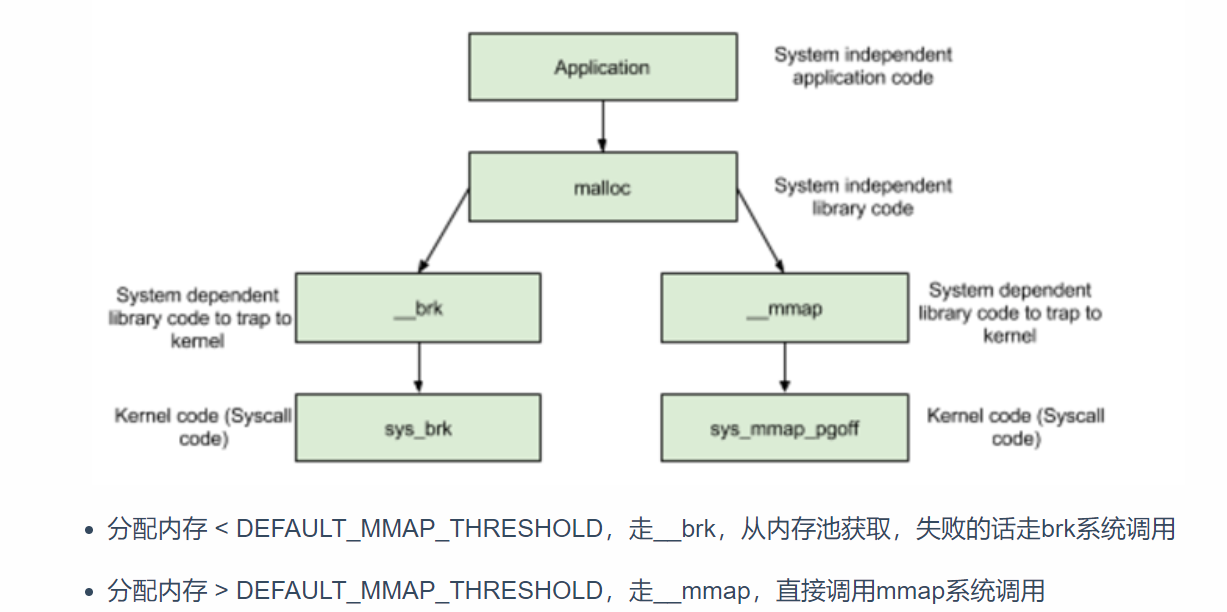 Application
System independent
application code
malloc
System independent
library code
System dependent
library code to trap to
kernel
__brk
__mmap
System dependent
library code to trap to
kernel
Kernel code (Syscall
code)
sys_brk
sys_mmap_pgoff
Kernel code (Syscall
code)
• 分配内存 < DEFAULT_MMAP_THRESHOLD，走__brk，从内存池获取，失败的话走brk系统调用
• 分配内存 > DEFAULT_MMAP_THRESHOLD，走__mmap，直接调用mmap系统调用